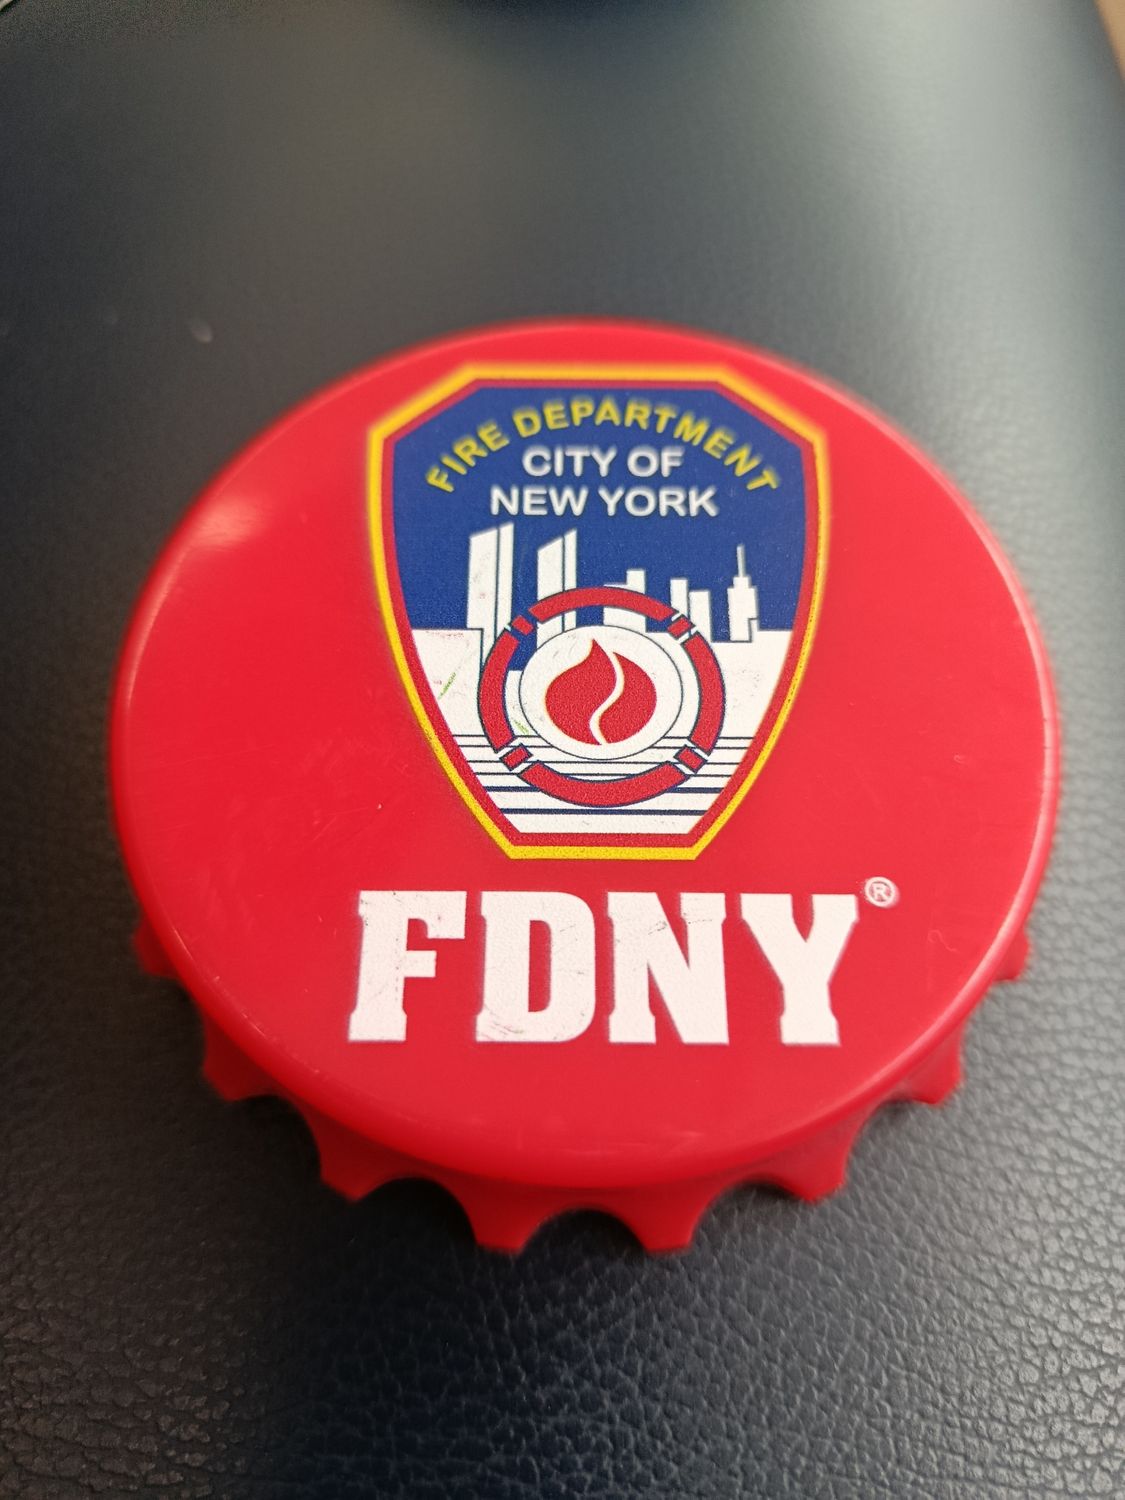 FIRE DEPARTMENT
CITY OF
NEW YORK
FDNY®